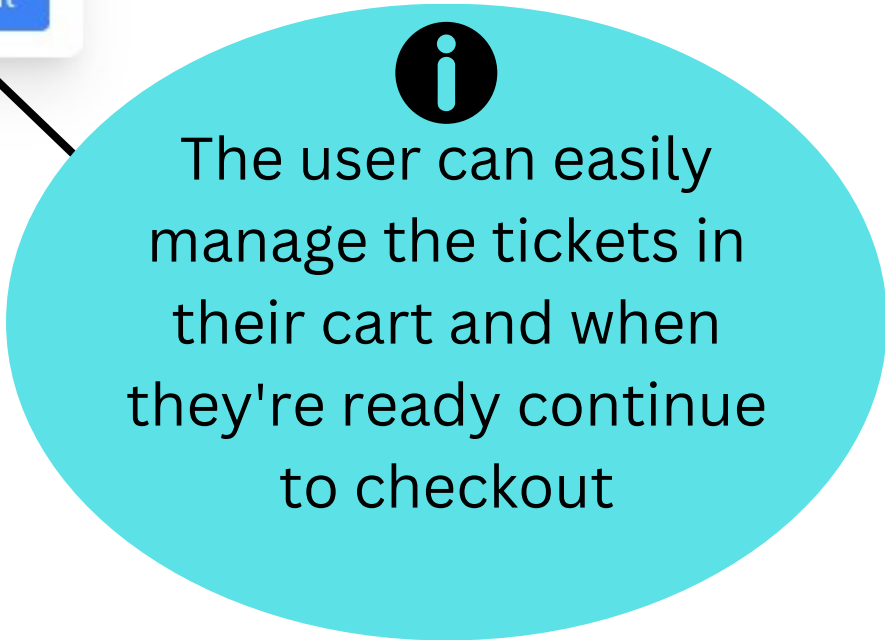 The user can easily
manage the tickets in
their cart and when
they're ready continue
to checkout